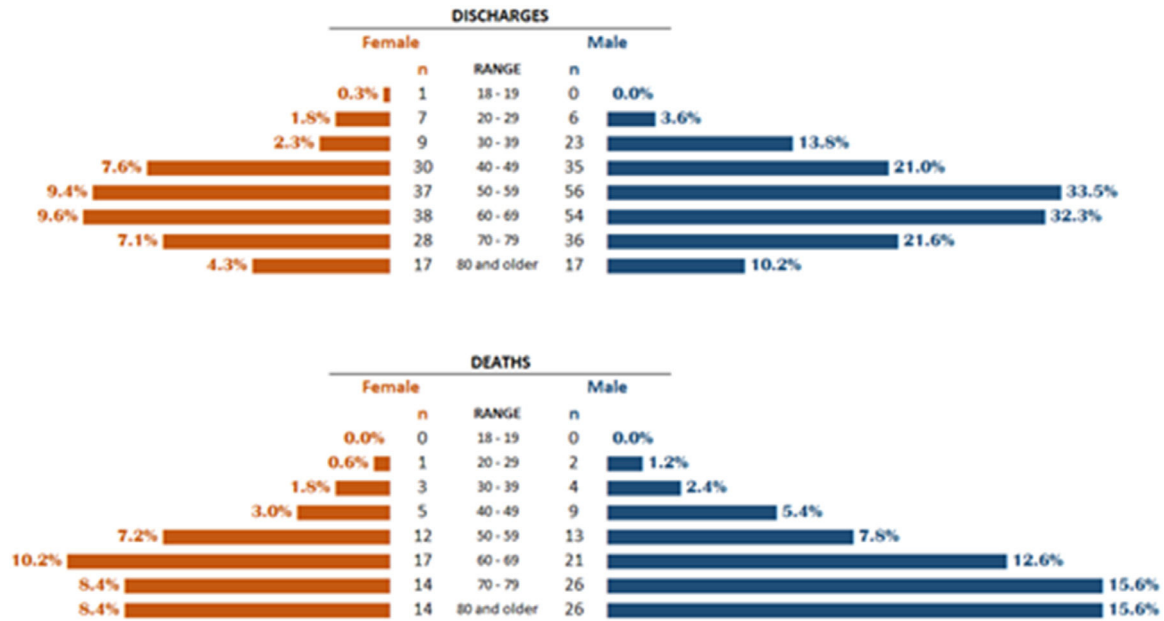 DISCHARGES
Female Male
n RANGE n
0.3% 1 18 - 19 0 0.0%
1.8% 7 20 - 29 6 3.6%
2.3% 9 30 - 39 23 13.8%
7.6% 30 40 - 49 35 21.0%
9.4% 37 50 - 59 56 33.5%
9.6% 38 60 - 69 54 32.3%
7.1% 28 70 - 79 36 21.6%
4.3% 17 80 and older 17 10.2%
DEATHS
Female Male
n RANGE n
0.0% 0 18 - 19 0 0.0%
0.6% 1 20 - 29 2 1.2%
1.8% 3 30 - 39 4 2.4%
3.0% 5 40 - 49 9 5.4%
7.2% 12 50 - 59 13 7.8%
10.2% 17 60 - 69 21 12.6%
8.4% 14 70 - 79 26 15.6%
8.4% 14 80 and older 26 15.6%